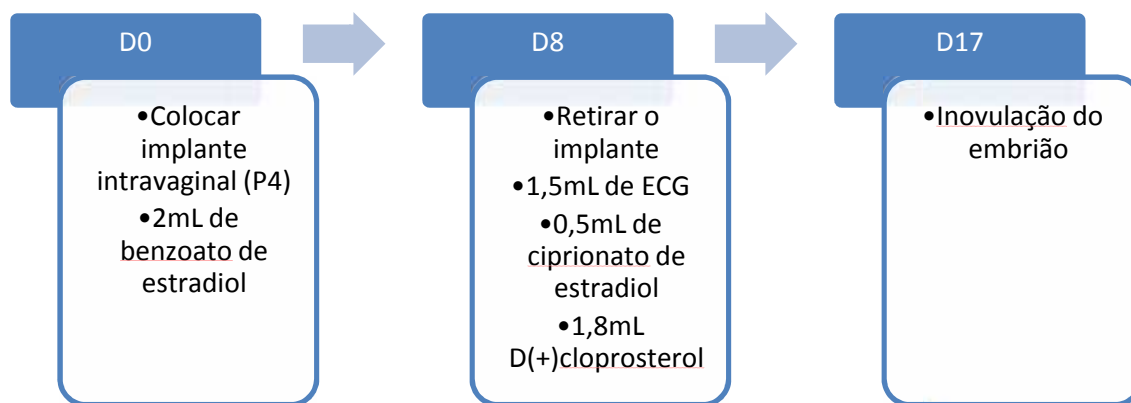 D0
•Colocar
implante
intravaginal (P4)
•2mL de
benzoato de
estradiol
D8
•Retirar o
implante
•1,5mL de ECG
•0,5mL de
ciprionato de
estradiol
•1,8mL
D(+)cloprosterol
D17
•Inovulação do
embrião